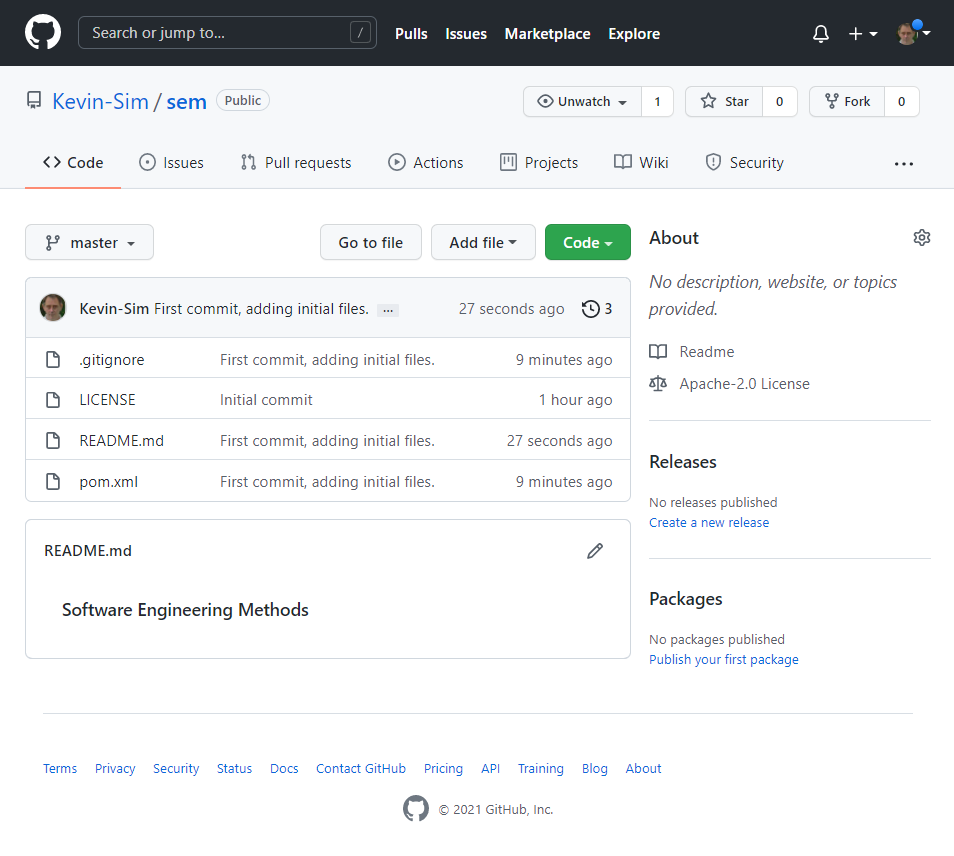 Search or jump to... / Pulls Issues Marketplace Explore
Kevin-Sim / sem Public Unwatch 1 Star 0 Fork 0
Code Issues Pull requests Actions Projects Wiki Security ...
master Go to file Add file Code
Kevin-Sim First commit, adding initial files. ... 27 seconds ago 3
.gitignore First commit, adding initial files. 9 minutes ago
LICENSE Initial commit 1 hour ago
README.md First commit, adding initial files. 27 seconds ago
pom.xml First commit, adding initial files. 9 minutes ago
README.md
Software Engineering Methods
About
No description, website, or topics
provided.
Readme
Apache-2.0 License
Releases
No releases published
Create a new release
Packages
No packages published
Publish your first package
Terms Privacy Security Status Docs Contact GitHub Pricing API Training Blog About
© 2021 GitHub, Inc.